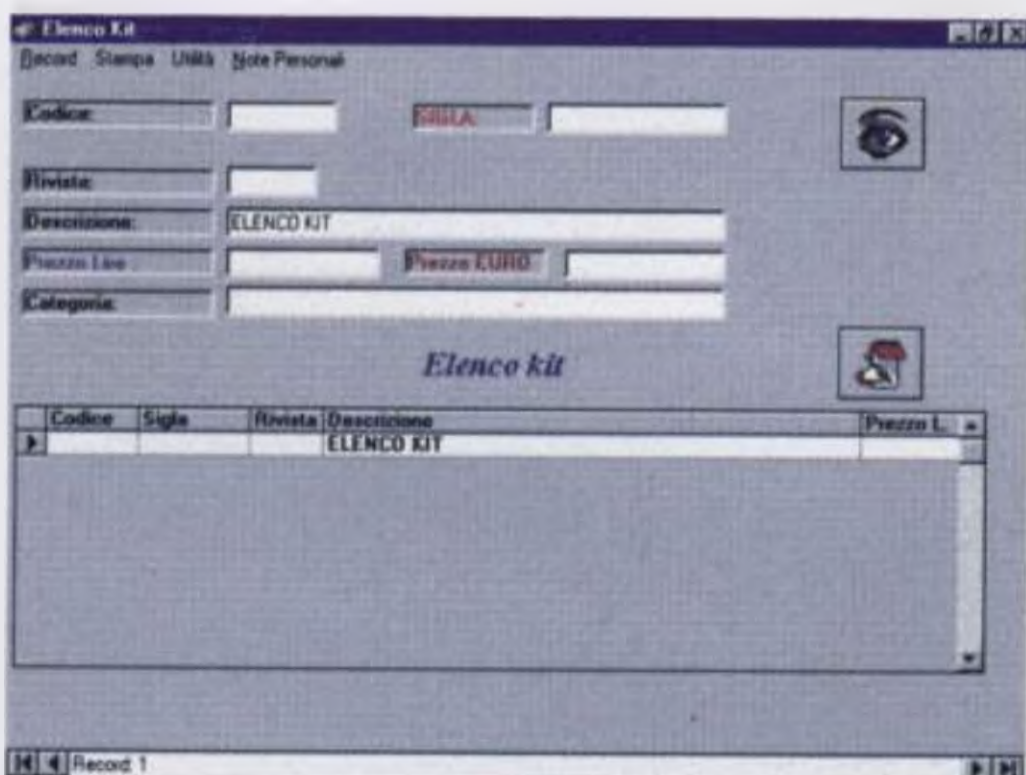 Elenco Kit
Record Stampa Utilità Note Personali
Codice: SIGLA:
Rivista:
Descrizione: ELENCO KIT
Prezzo Lire: Prezzo EURO
Categoria:
Elenco kit
Codice Sigla Rivista Descrizione Prezzo L.
ELENCO KIT
Record: 1